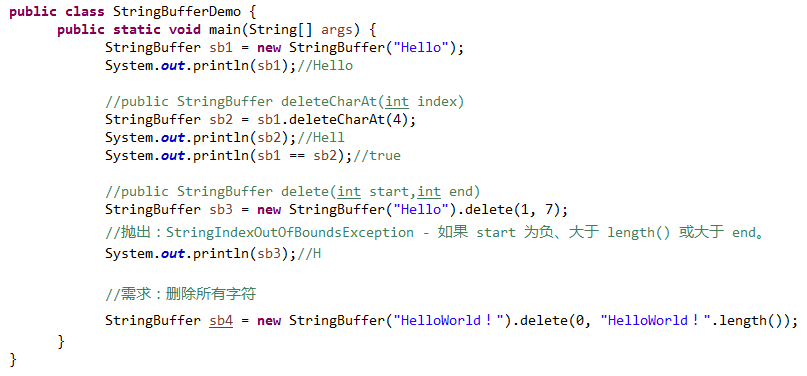 public class StringBufferDemo {
public static void main(String[] args) {
StringBuffer sb1 = new StringBuffer("Hello");
System.out.println(sb1);//Hello
//public StringBuffer deleteCharAt(int index)
StringBuffer sb2 = sb1.deleteCharAt(4);
System.out.println(sb2);//Hell
System.out.println(sb1 == sb2);//true
//public StringBuffer delete(int start,int end)
StringBuffer sb3 = new StringBuffer("Hello").delete(1, 7);
//抛出：StringIndexOutOfBoundsException - 如果 start 为负、大于 length() 或大于 end。
System.out.println(sb3);//H
//需求：删除所有字符
StringBuffer sb4 = new StringBuffer("HelloWorld！").delete(0, "HelloWorld！".length());
}
}